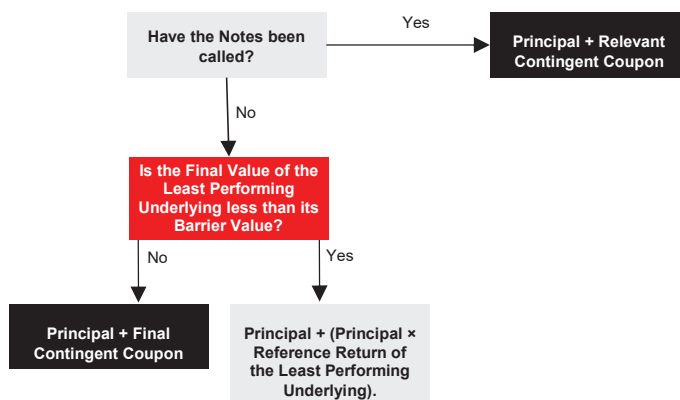 Have the Notes been
called?
Yes
Principal + Relevant
Contingent Coupon
No
Is the Final Value of the
Least Performing
Underlying less than its
Barrier Value?
No
Yes
Principal + Final
Contingent Coupon
Principal + (Principal ×
Reference Return of
the Least Performing
Underlying).